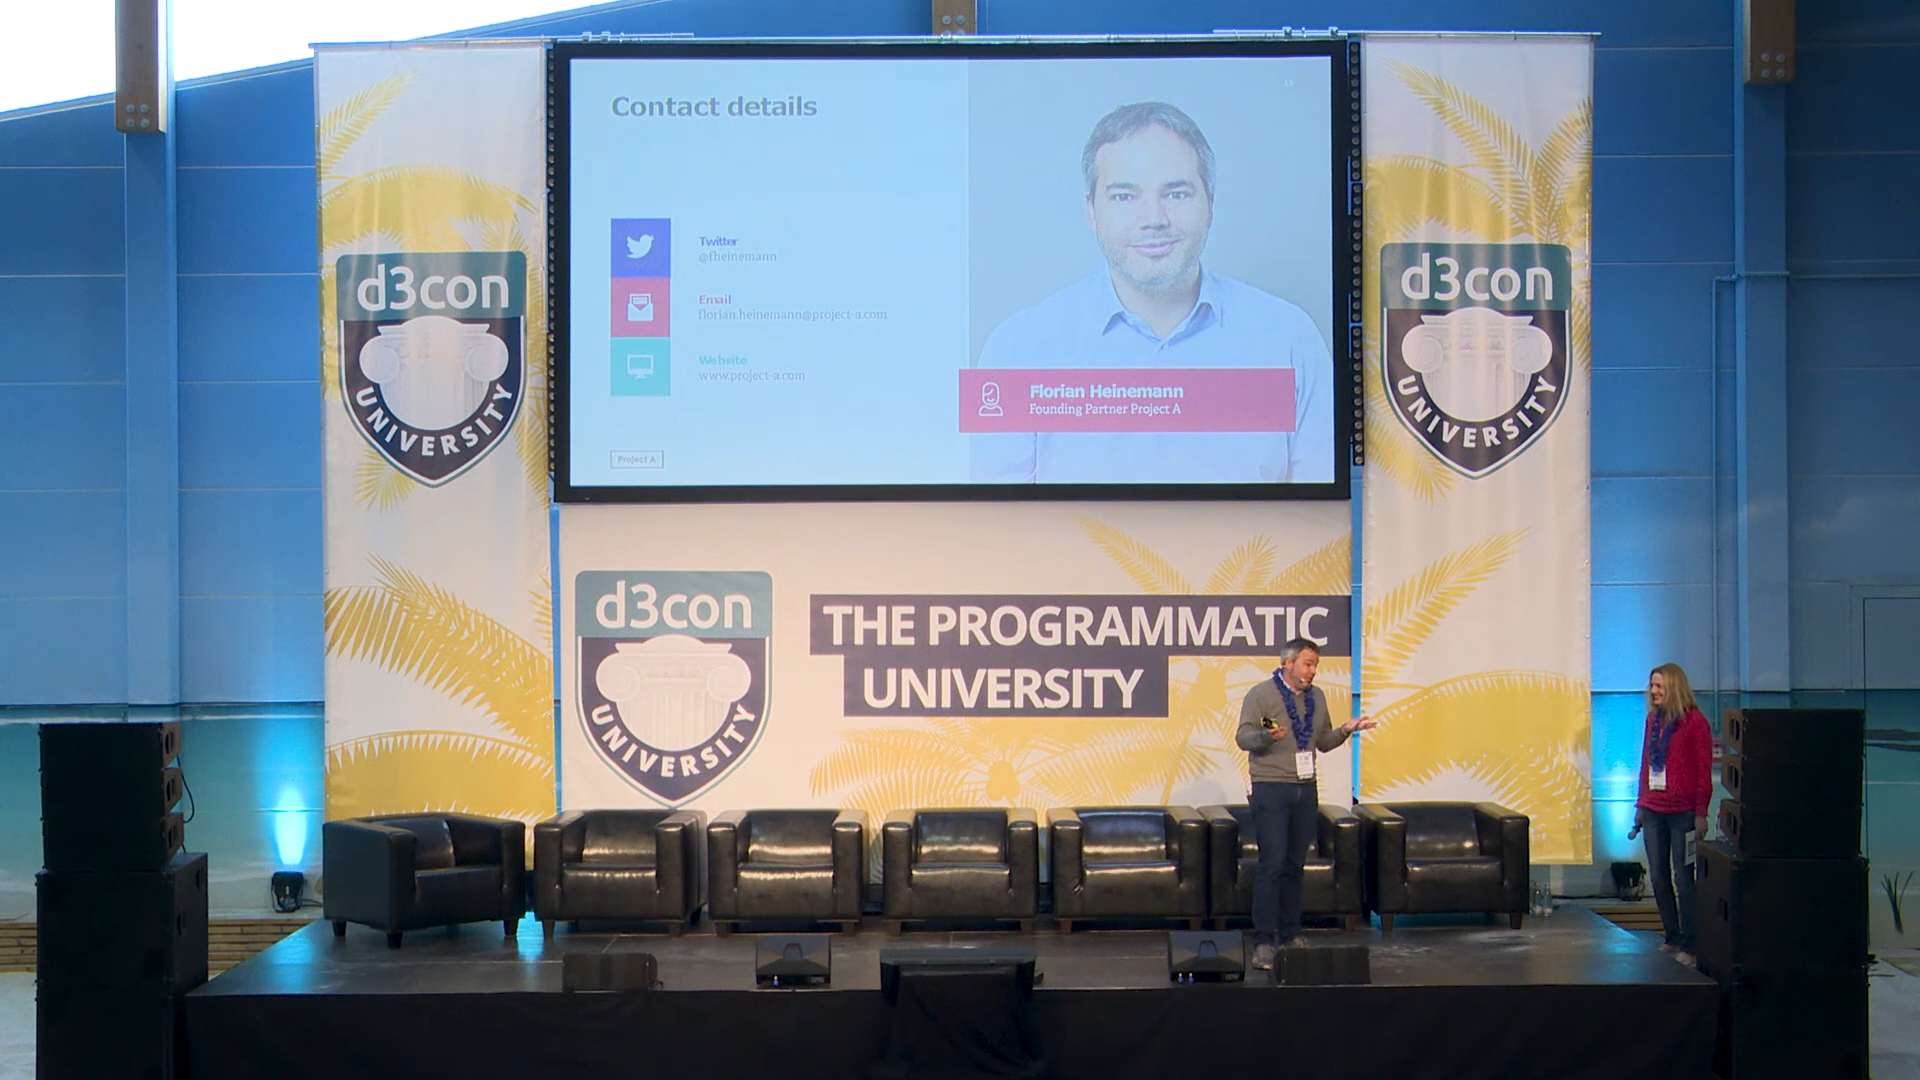 Contact details
19
Twitter
@fheinemann
Email
florian.heinemann@project-a.com
Website
www.project-a.com
Project A
Florian Heinemann
Founding Partner Project A
d3con
UNIVERSITY
d3con
UNIVERSITY
d3con
UNIVERSITY
THE PROGRAMMATIC
UNIVERSITY